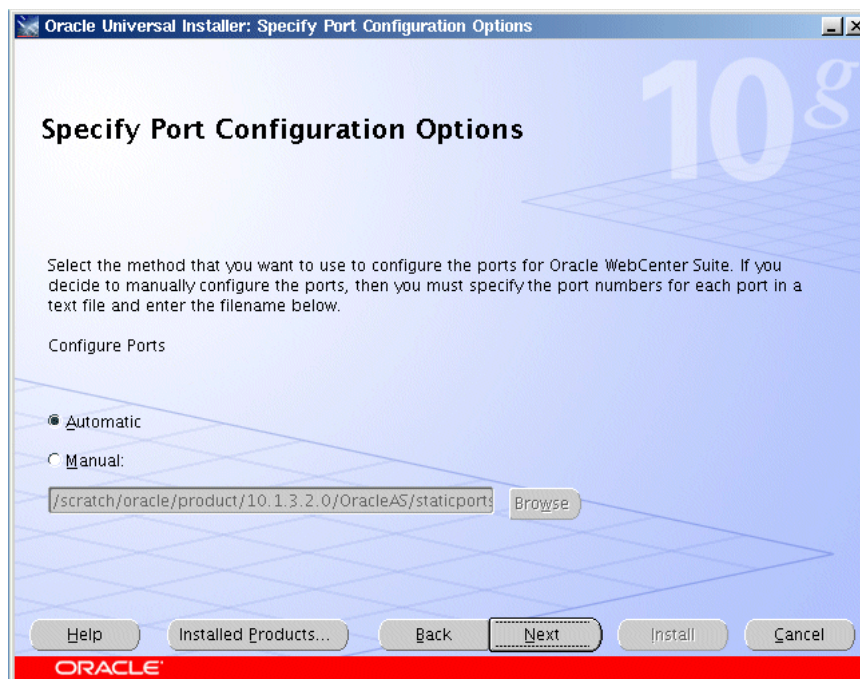 Oracle Universal Installer: Specify Port Configuration Options
10g
Specify Port Configuration Options
Select the method that you want to use to configure the ports for Oracle WebCenter Suite. If you
decide to manually configure the ports, then you must specify the port numbers for each port in a
text file and enter the filename below.
Configure Ports
Automatic
Manual:
/scratch/oracle/product/10.1.3.2.0/OracleAS/staticports
Browse
Help
Installed Products...
Back
Next
Install
Cancel
ORACLE